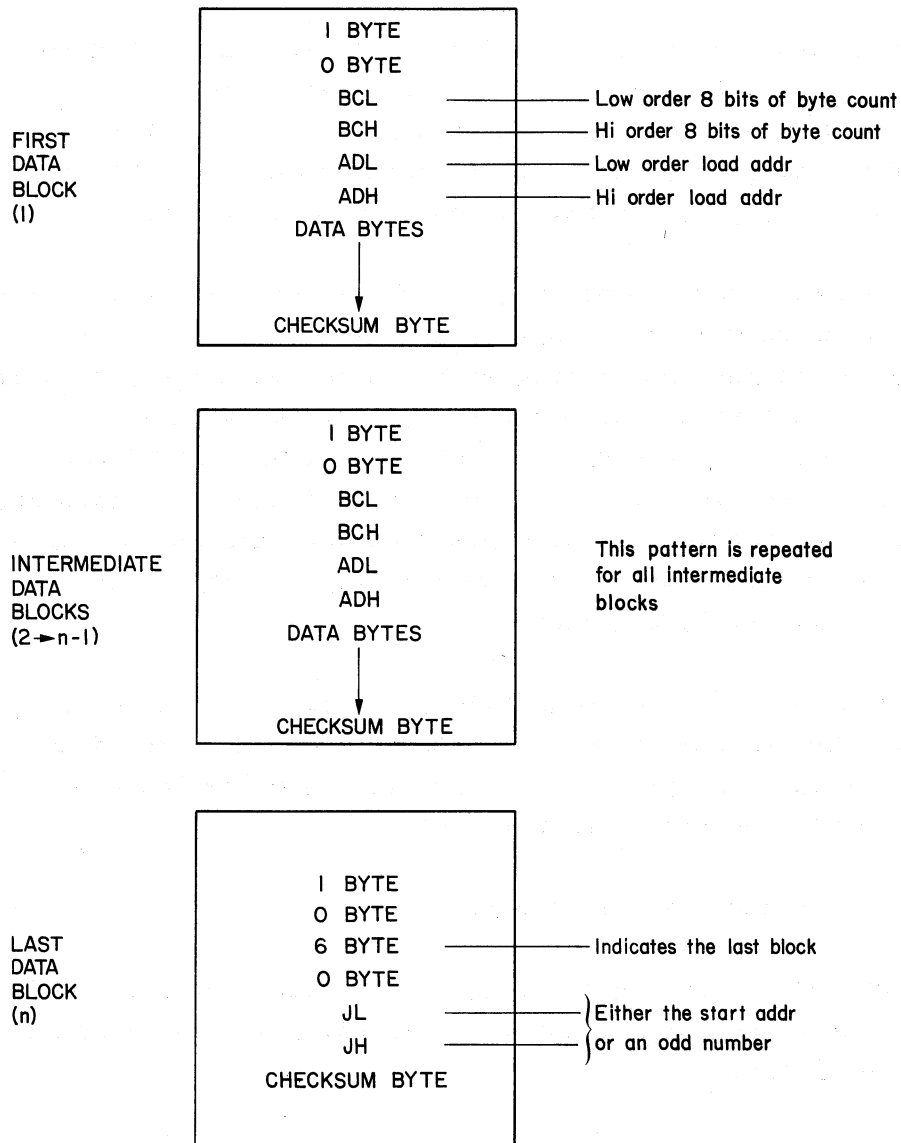 FIRST
DATA
BLOCK
(1)
1 BYTE
0 BYTE
BCL
Low order 8 bits of byte count
BCH
Hi order 8 bits of byte count
ADL
Low order load addr
ADH
Hi order load addr
DATA BYTES
CHECKSUM BYTE
INTERMEDIATE
DATA
BLOCKS
(2→n-1)
1 BYTE
0 BYTE
BCL
BCH
ADL
ADH
DATA BYTES
CHECKSUM BYTE
This pattern is repeated
for all intermediate
blocks
LAST
DATA
BLOCK
(n)
1 BYTE
0 BYTE
6 BYTE
Indicates the last block
0 BYTE
JL
JH
Either the start addr
or an odd number
CHECKSUM BYTE